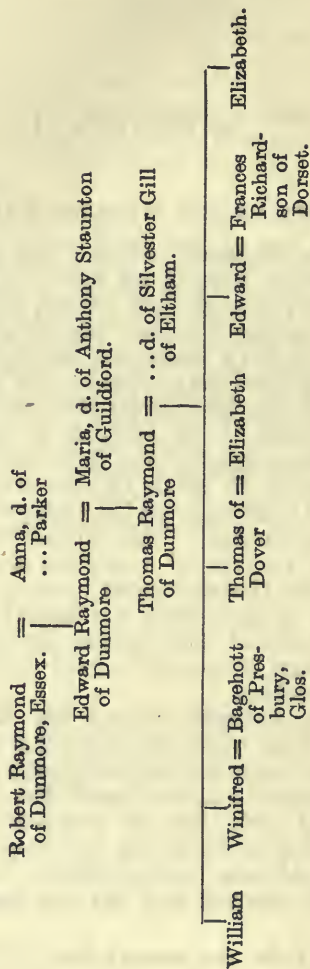 Robert Raymond = Anna, d. of
of Dunmore, Essex. ... Parker
Edward Raymond = Maria, d. of Anthony Staunton
of Dunmore of Guildford.
Thomas Raymond = ...d. of Silvester Gill
of Dunmore of Eltham.
William Winifred = Bagehott Thomas of = Elizabeth Edward = Frances Elizabeth.
of Pres- Dover Richard-
bury, son of
Glos. Dorset.